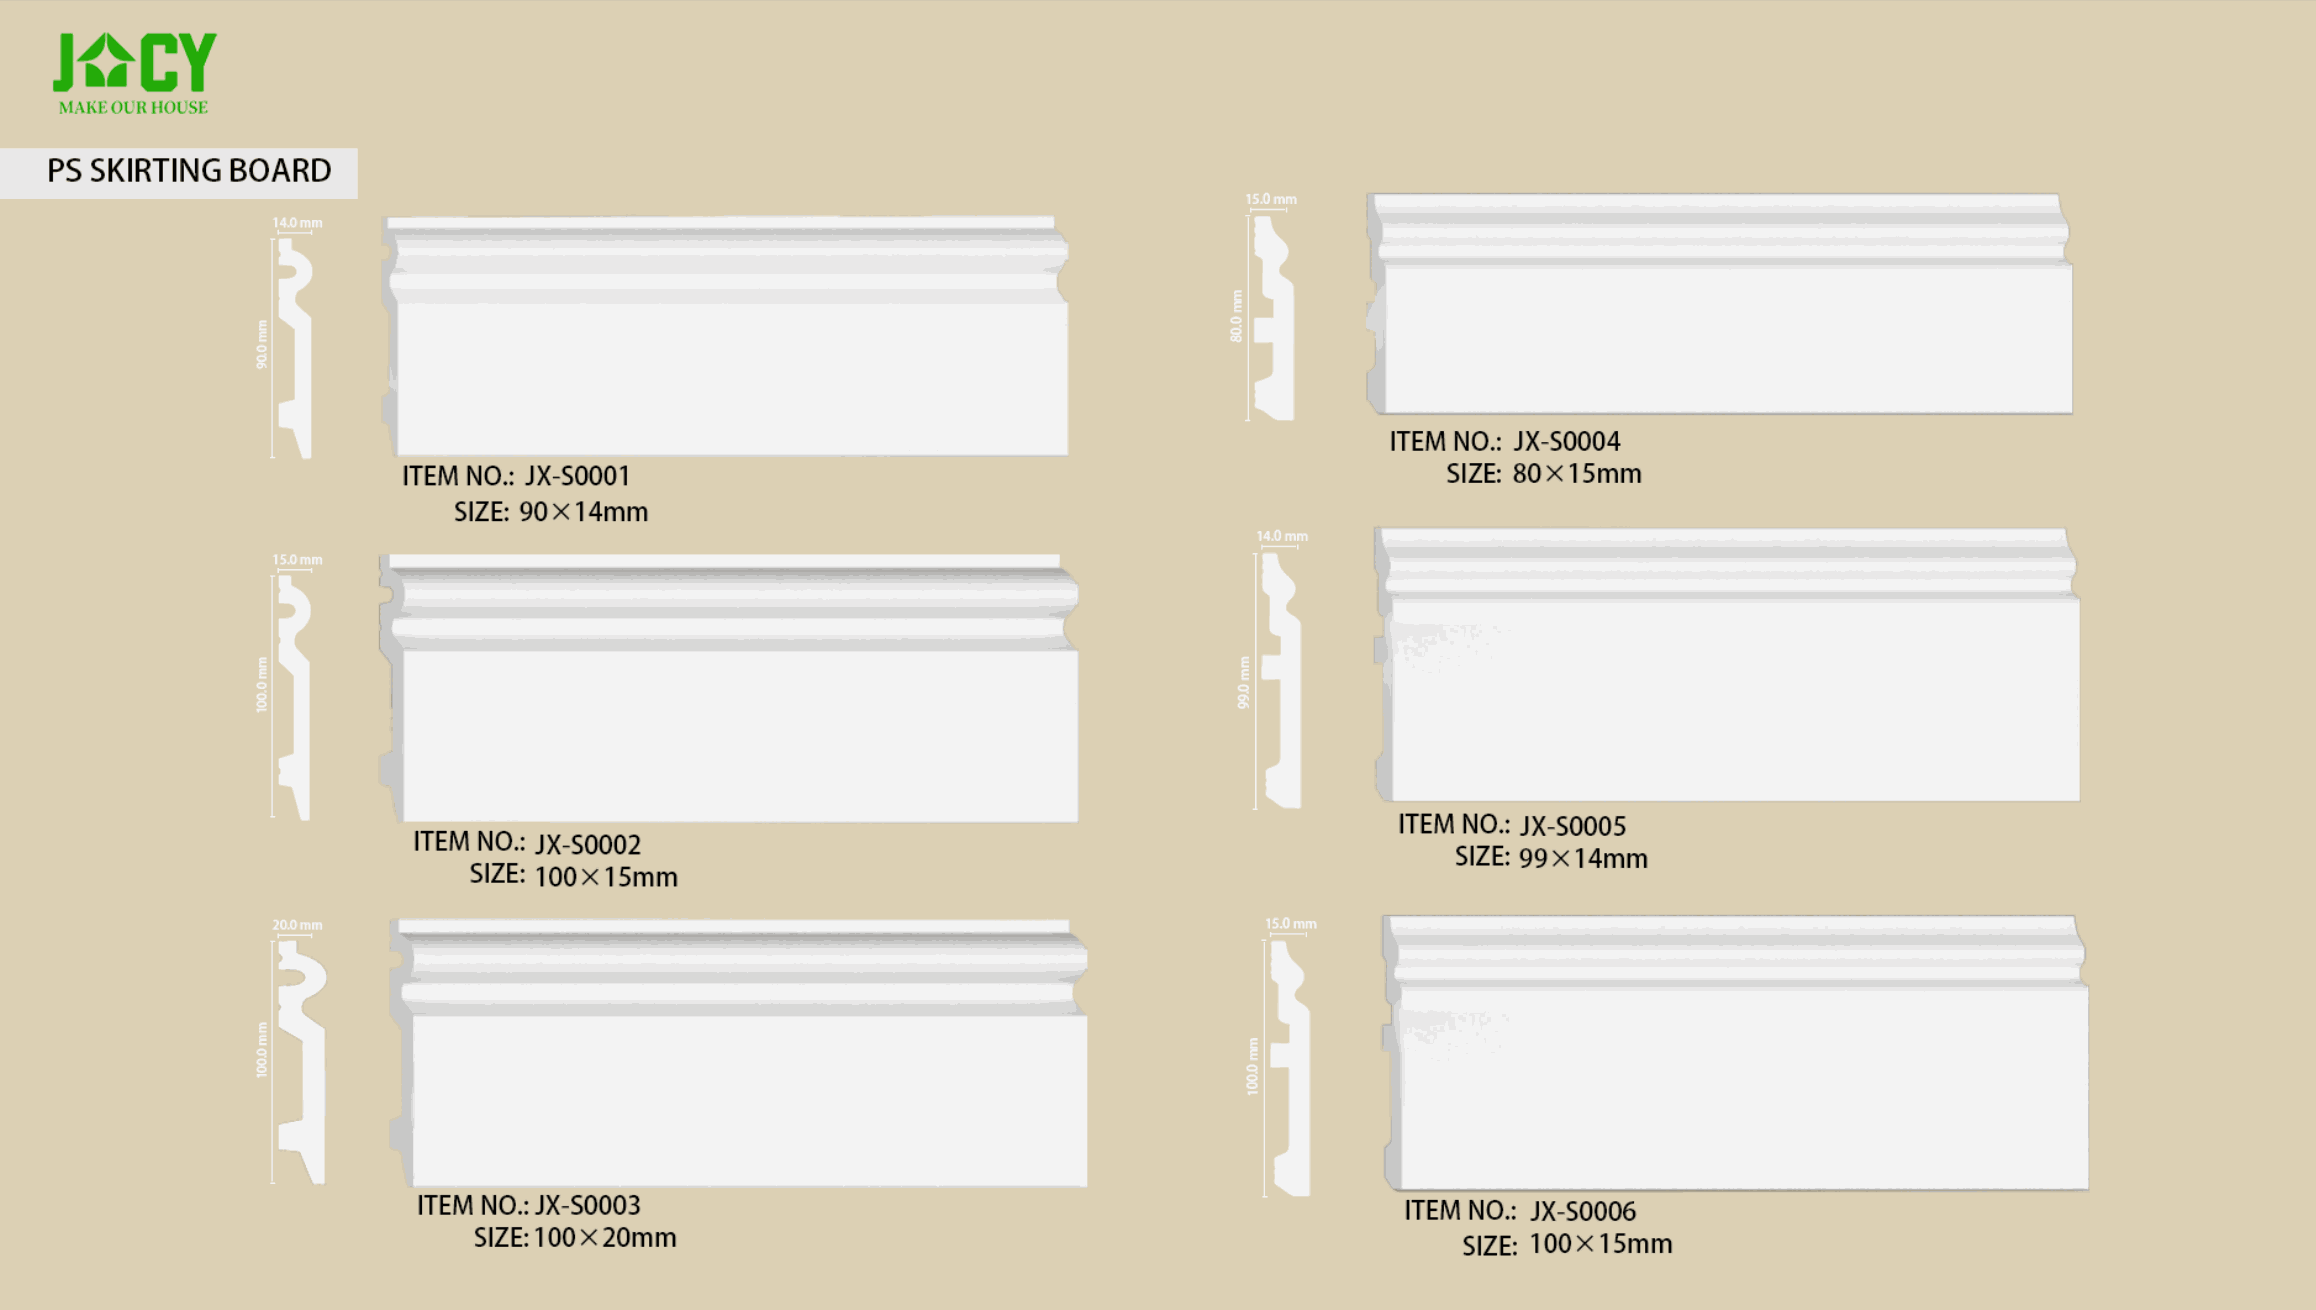 JACY
MAKE OUR HOUSE
PS SKIRTING BOARD
14.0 mm
90.0 mm
ITEM NO.: JX-S0001
SIZE: 90×14mm
15.0 mm
100.0 mm
ITEM NO.: JX-S0002
SIZE: 100×15mm
20.0 mm
100.0 mm
ITEM NO.: JX-S0003
SIZE: 100×20mm
15.0 mm
80.0 mm
ITEM NO.: JX-S0004
SIZE: 80×15mm
14.0 mm
99.0 mm
ITEM NO.: JX-S0005
SIZE: 99×14mm
15.0 mm
100.0 mm
ITEM NO.: JX-S0006
SIZE: 100×15mm